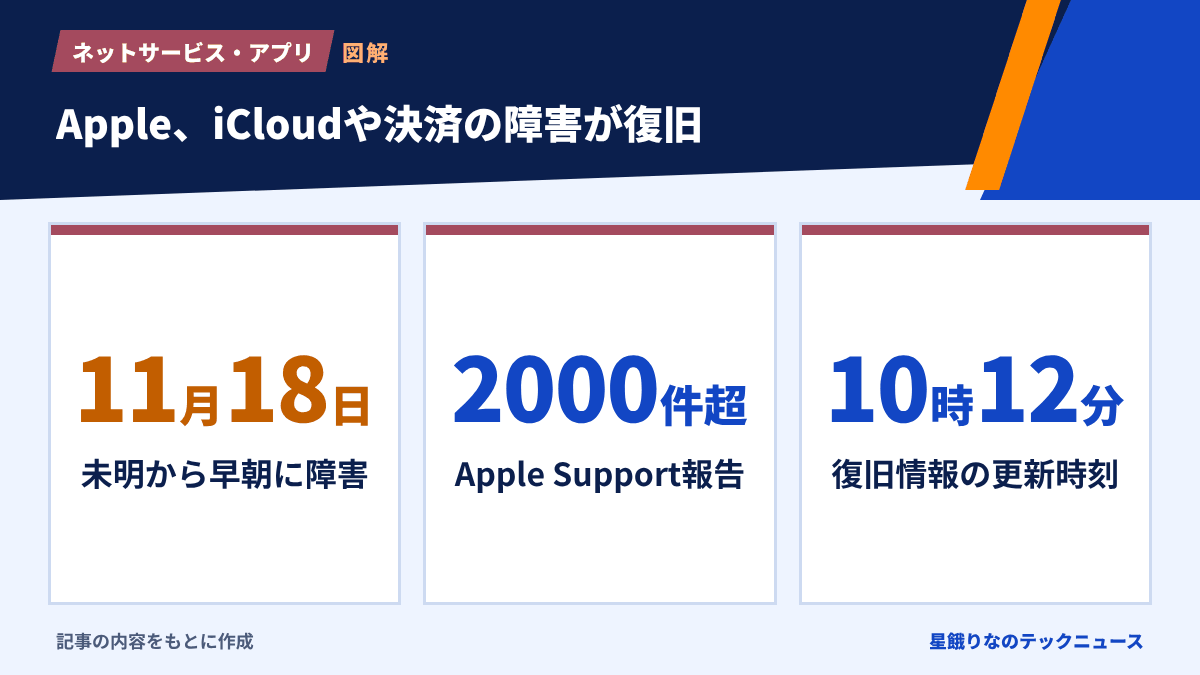 ネットサービス・アプリ 図解
Apple、iCloudや決済の障害が復旧
11月18日
未明から早朝に障害
2000件超
Apple Support報告
10時12分
復旧情報の更新時刻
記事の内容をもとに作成
星餓りなのテックニュース